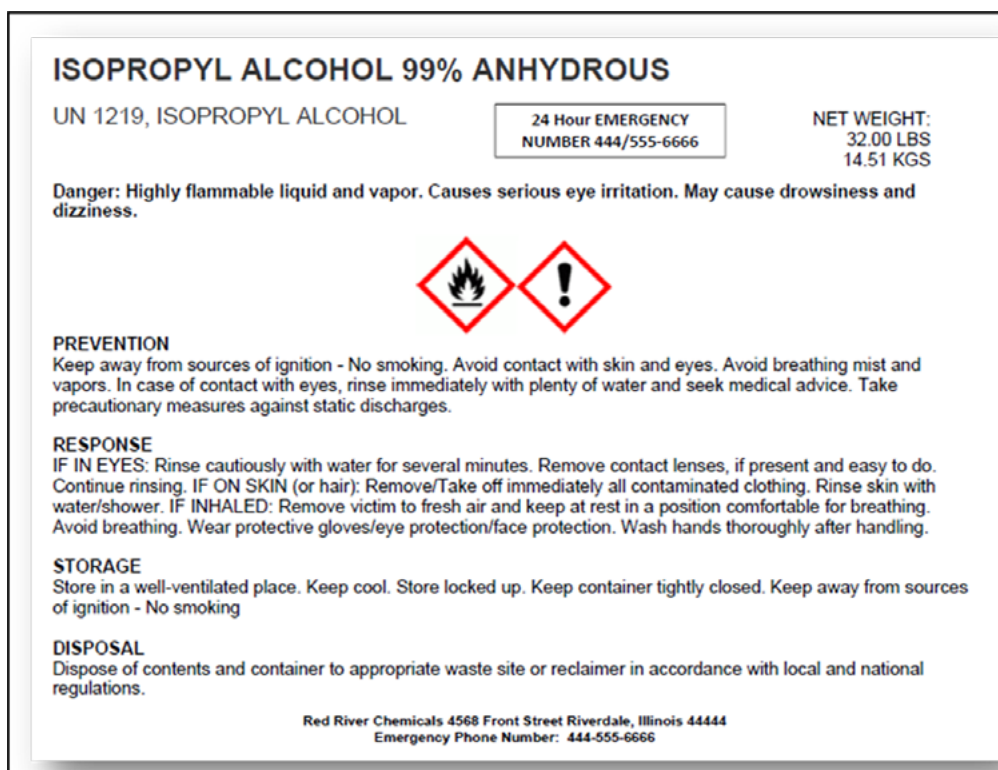 ISOPROPYL ALCOHOL 99% ANHYDROUS
UN 1219, ISOPROPYL ALCOHOL
24 Hour EMERGENCY
NUMBER 444/555-6666
NET WEIGHT:
32.00 LBS
14.51 KGS
Danger: Highly flammable liquid and vapor. Causes serious eye irritation. May cause drowsiness and
dizziness.
PREVENTION
Keep away from sources of ignition - No smoking. Avoid contact with skin and eyes. Avoid breathing mist and
vapors. In case of contact with eyes, rinse immediately with plenty of water and seek medical advice. Take
precautionary measures against static discharges.
RESPONSE
IF IN EYES: Rinse cautiously with water for several minutes. Remove contact lenses, if present and easy to do.
Continue rinsing. IF ON SKIN (or hair): Remove/Take off immediately all contaminated clothing. Rinse skin with
water/shower. IF INHALED: Remove victim to fresh air and keep at rest in a position comfortable for breathing.
Avoid breathing. Wear protective gloves/eye protection/face protection. Wash hands thoroughly after handling.
STORAGE
Store in a well-ventilated place. Keep cool. Store locked up. Keep container tightly closed. Keep away from sources
of ignition - No smoking
DISPOSAL
Dispose of contents and container to appropriate waste site or reclaimer in accordance with local and national
regulations.
Red River Chemicals 4568 Front Street Riverdale, Illinois 44444
Emergency Phone Number: 444-555-6666